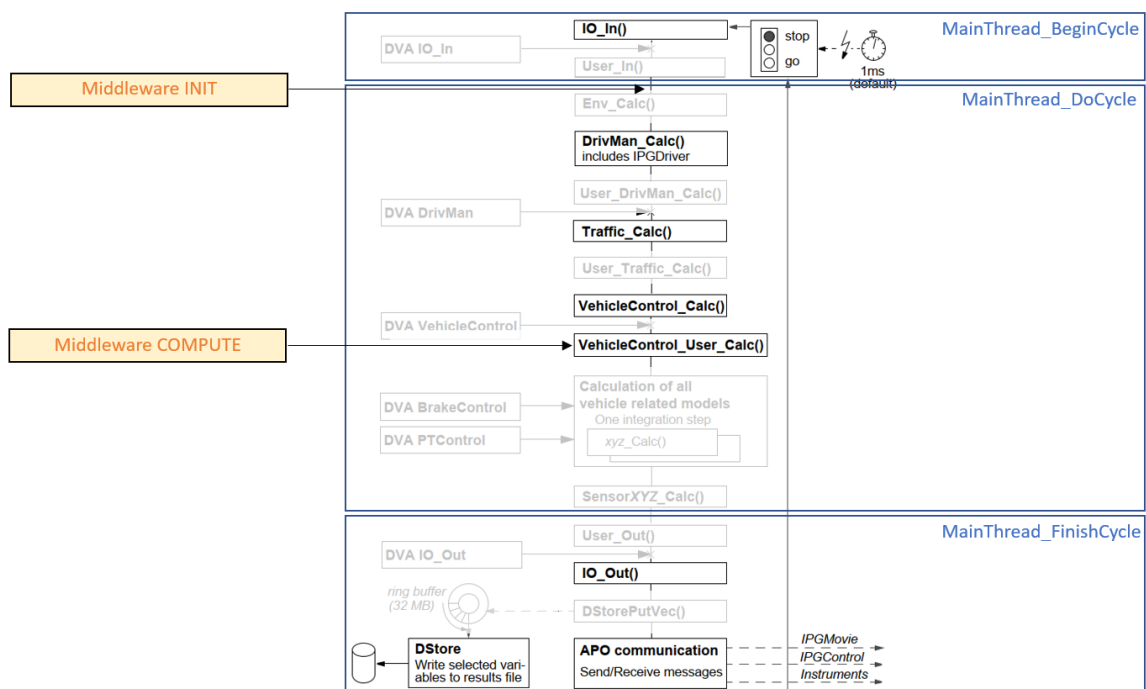 IO_In()
stop
go
1ms
(default)
MainThread_BeginCycle
DVA IO_In
User_In()
Middleware INIT
MainThread_DoCycle
Env_Calc()
DrivMan_Calc()
includes IPGDriver
User_DrivMan_Calc()
DVA DrivMan
Traffic_Calc()
User_Traffic_Calc()
VehicleControl_Calc()
DVA VehicleControl
Middleware COMPUTE
VehicleControl_User_Calc()
Calculation of all
vehicle related models
One integration step
xyz_Calc()
DVA BrakeControl
DVA PTControl
SensorXYZ_Calc()
MainThread_FinishCycle
User_Out()
DVA IO_Out
IO_Out()
ring buffer
(32 MB)
DStorePutVec()
DStore
Write selected vari-
ables to results file
APO communication
Send/Receive messages
IPGMovie
IPGControl
Instruments